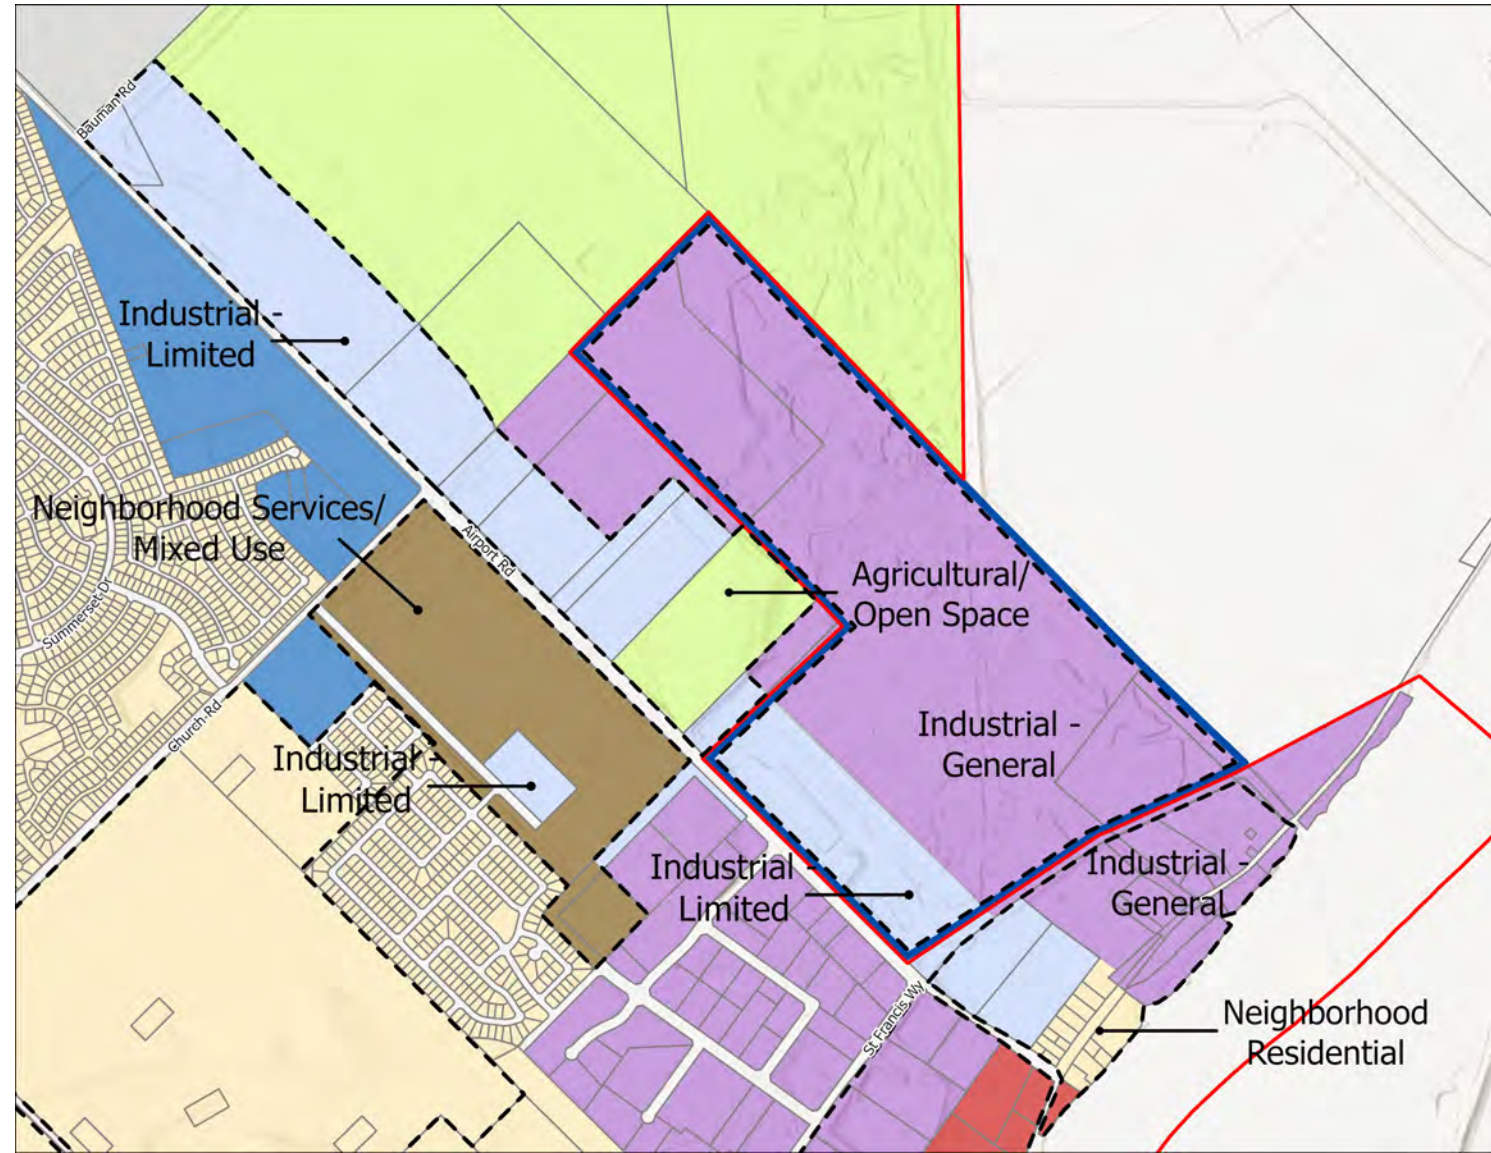 Bauman Rd
Industrial -
Limited
Neighborhood Services/
Mixed Use
Airport Rd
Agricultural/
Open Space
Summerset Dr
Church Rd
Industrial -
General
Industrial -
Limited
Industrial -
Limited
Industrial -
General
St Francis Wy
Neighborhood
Residential